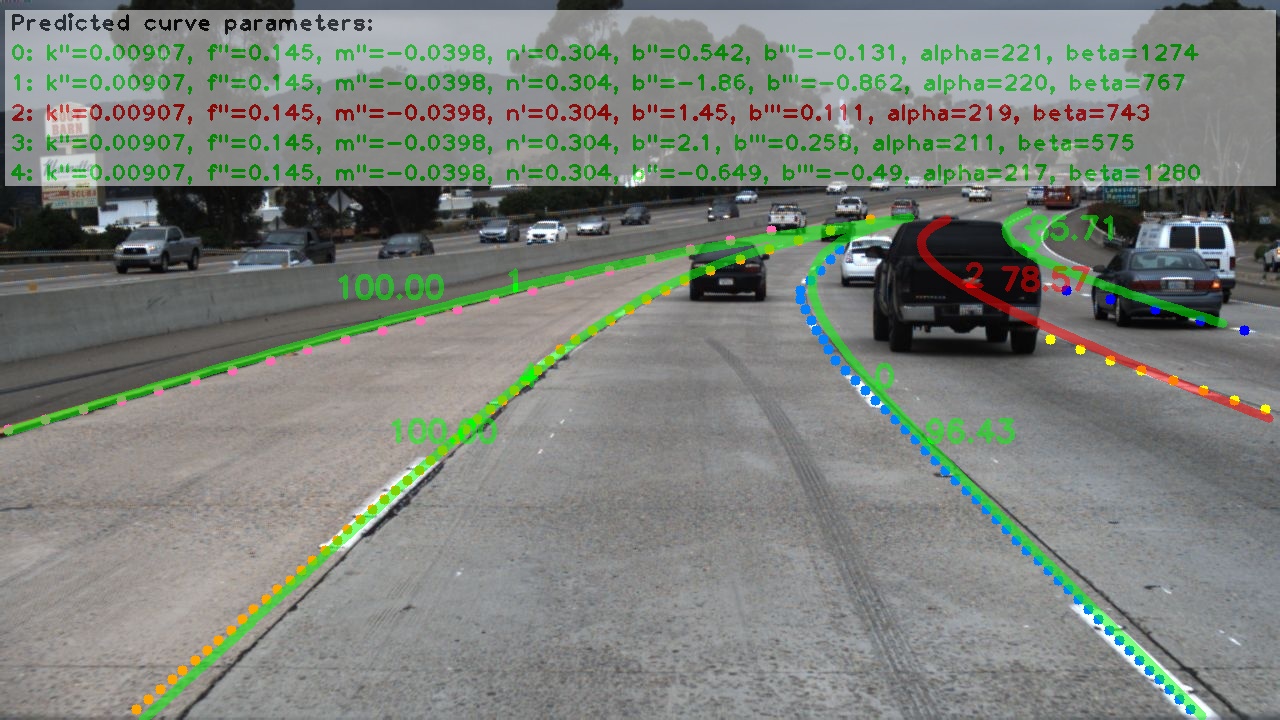 Predicted curve parameters:
0: k''=0.00907, f''=0.145, m''=-0.0398, n'=0.304, b''=0.542, b'''=-0.131, alpha=221, beta=1274
1: k''=0.00907, f''=0.145, m''=-0.0398, n'=0.304, b''=-1.86, b'''=-0.862, alpha=220, beta=767
2: k''=0.00907, f''=0.145, m''=-0.0398, n'=0.304, b''=1.45, b'''=0.111, alpha=219, beta=743
3: k''=0.00907, f''=0.145, m''=-0.0398, n'=0.304, b''=2.1, b'''=0.258, alpha=211, beta=575
4: k''=0.00907, f''=0.145, m''=-0.0398, n'=0.304, b''=-0.649, b'''=-0.49, alpha=217, beta=1280
BARN
85.71
100.00 1
2 78.57
0
100.00
96.43